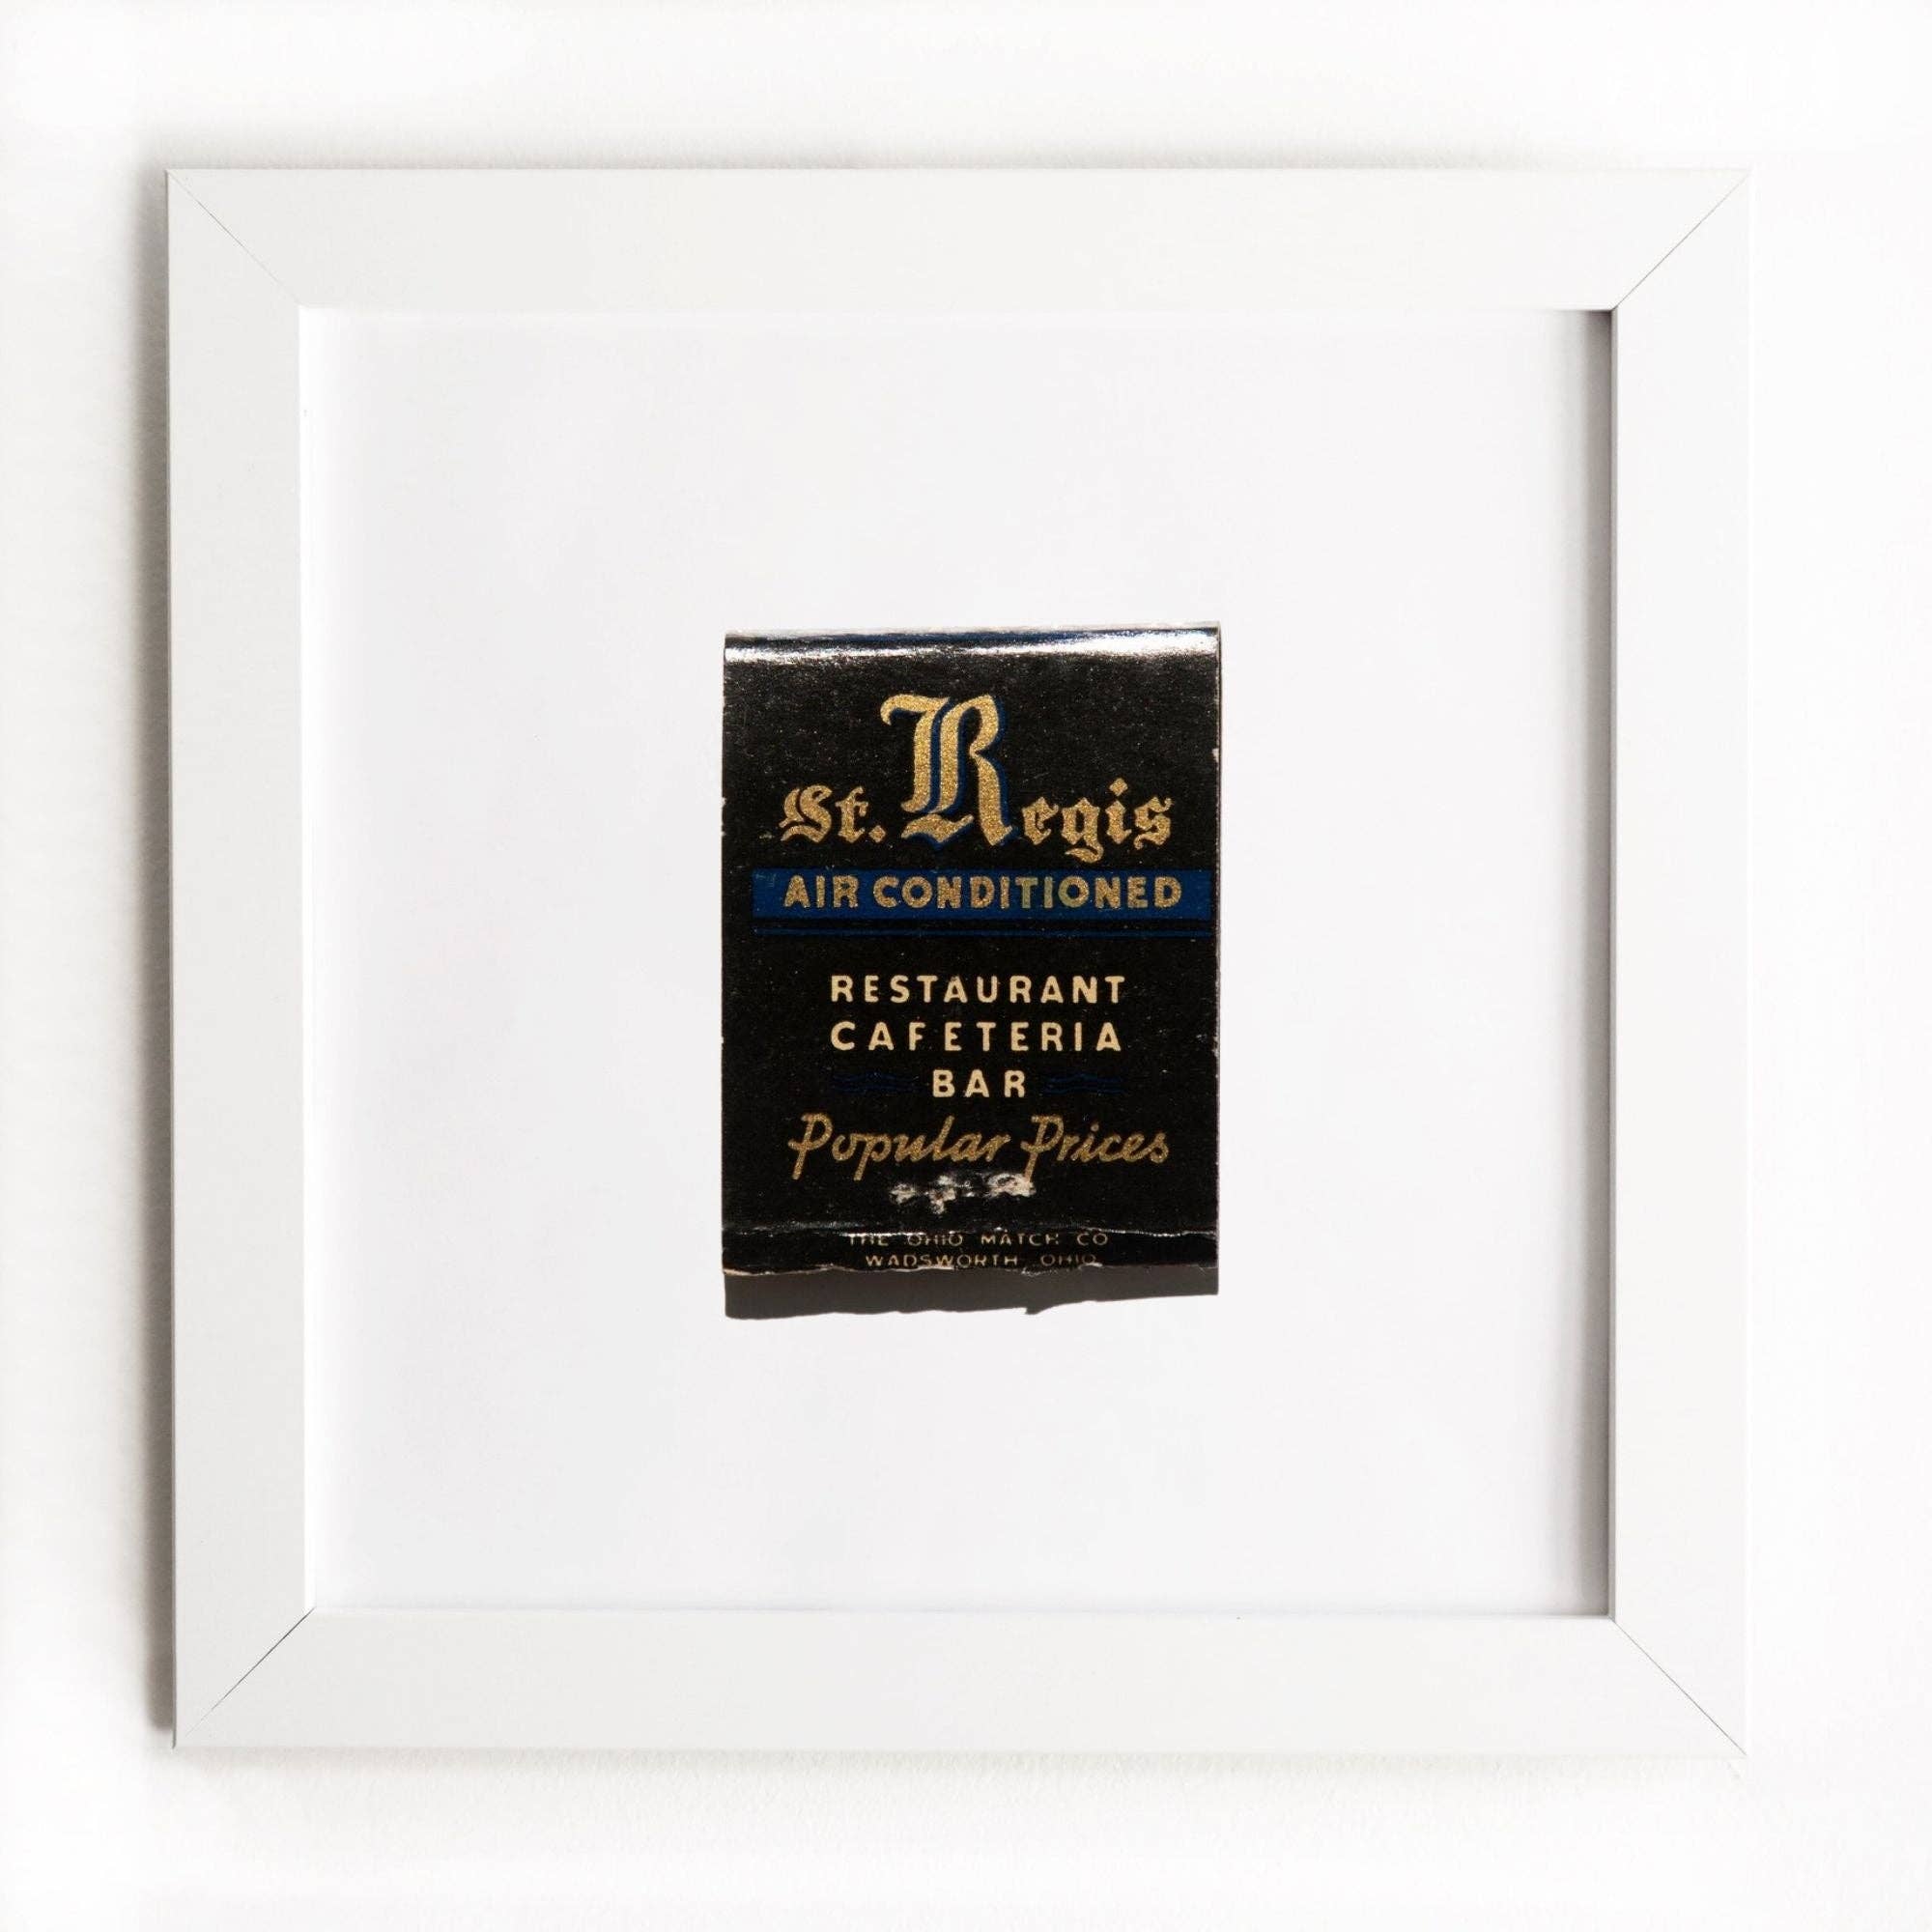 St. Regis
AIR CONDITIONED
RESTAURANT
CAFETERIA
BAR
Popular Prices
THE OHIO MATCH CO
WADSWORTH, OHIO